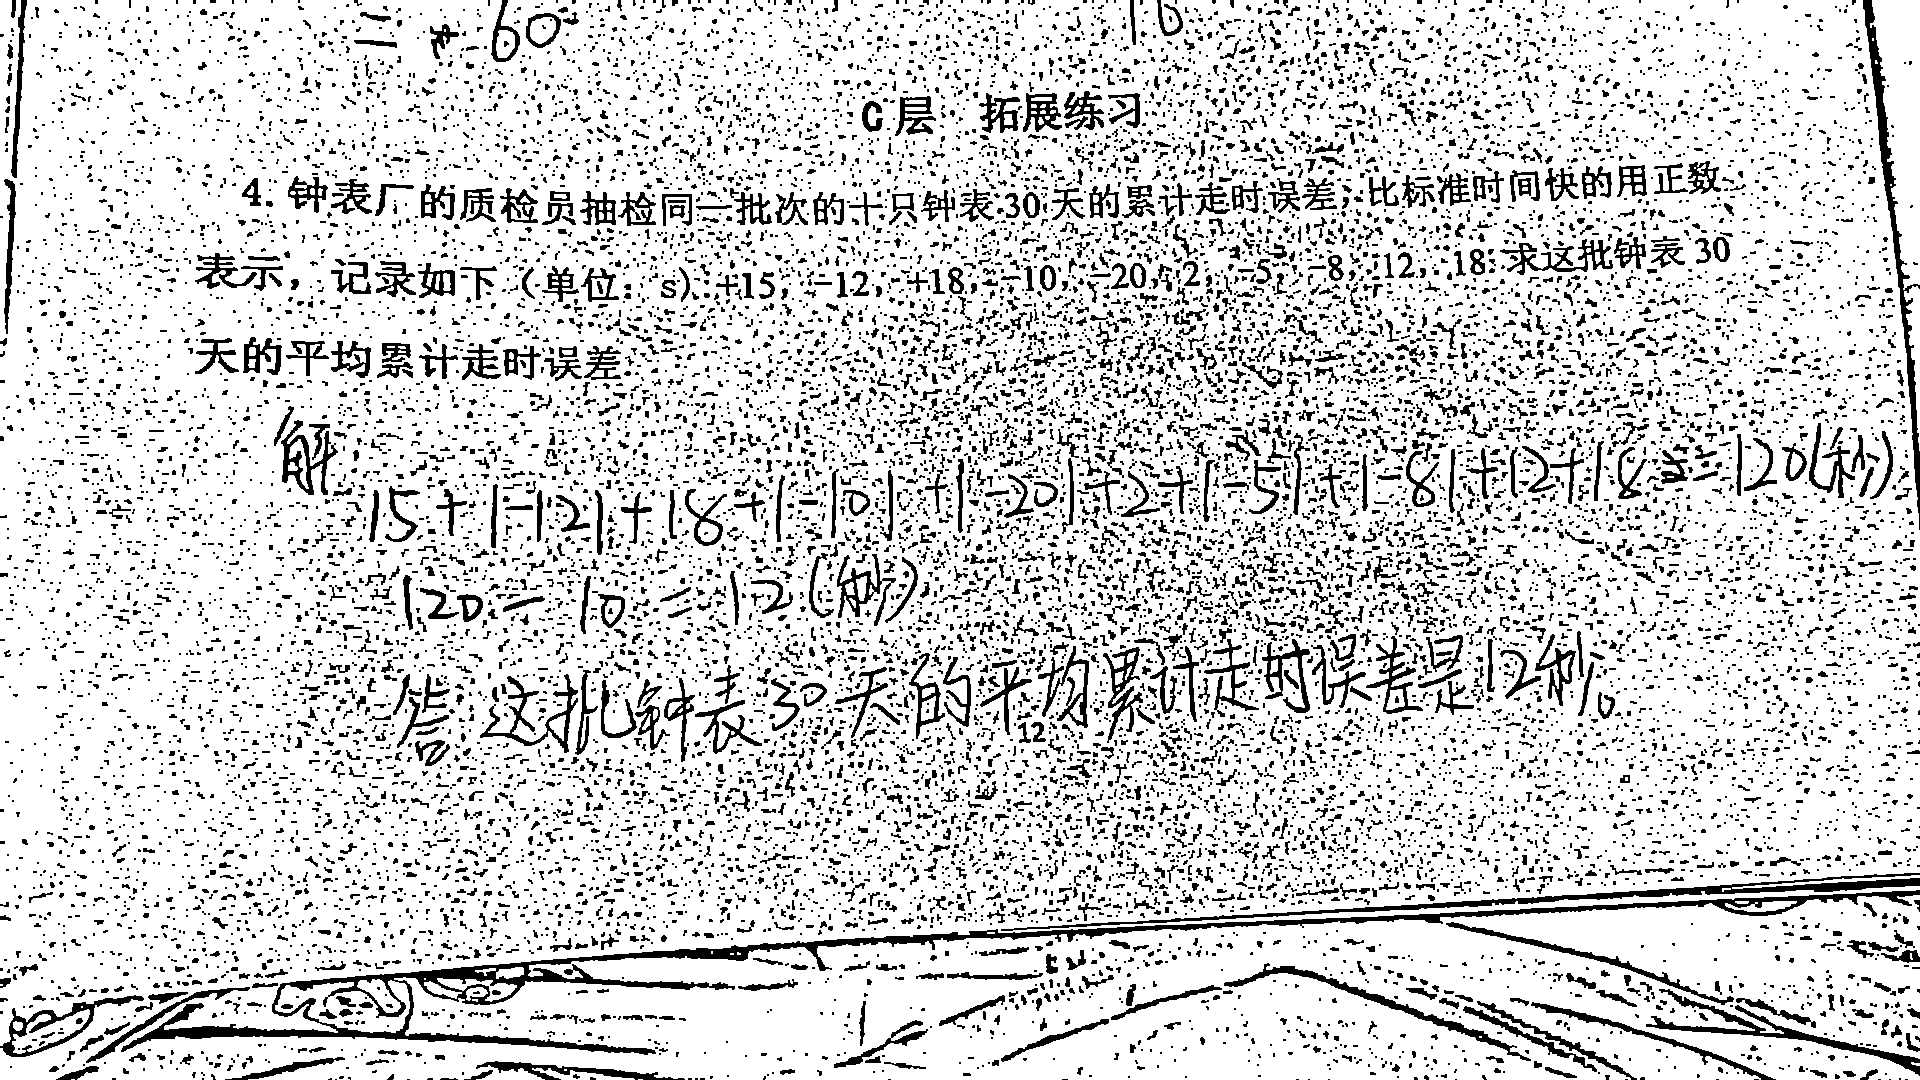 = 60
10
C层 拓展练习
4. 钟表厂的质检员抽检同一批次的十只钟表30天的累计走时误差，比标准时间快的用正数
表示，记录如下（单位：s）：+15，-12，+18，-10，-20，2，-5，-8，12，18.求这批钟表30
天的平均累计走时误差.
解
15+|-12|+18+|-10|+|-20|+2+|-5|+|-8|+12+18=120(秒)
120-10=12(秒)
答 这批钟表30天的平均累计走时误差是12秒。
12